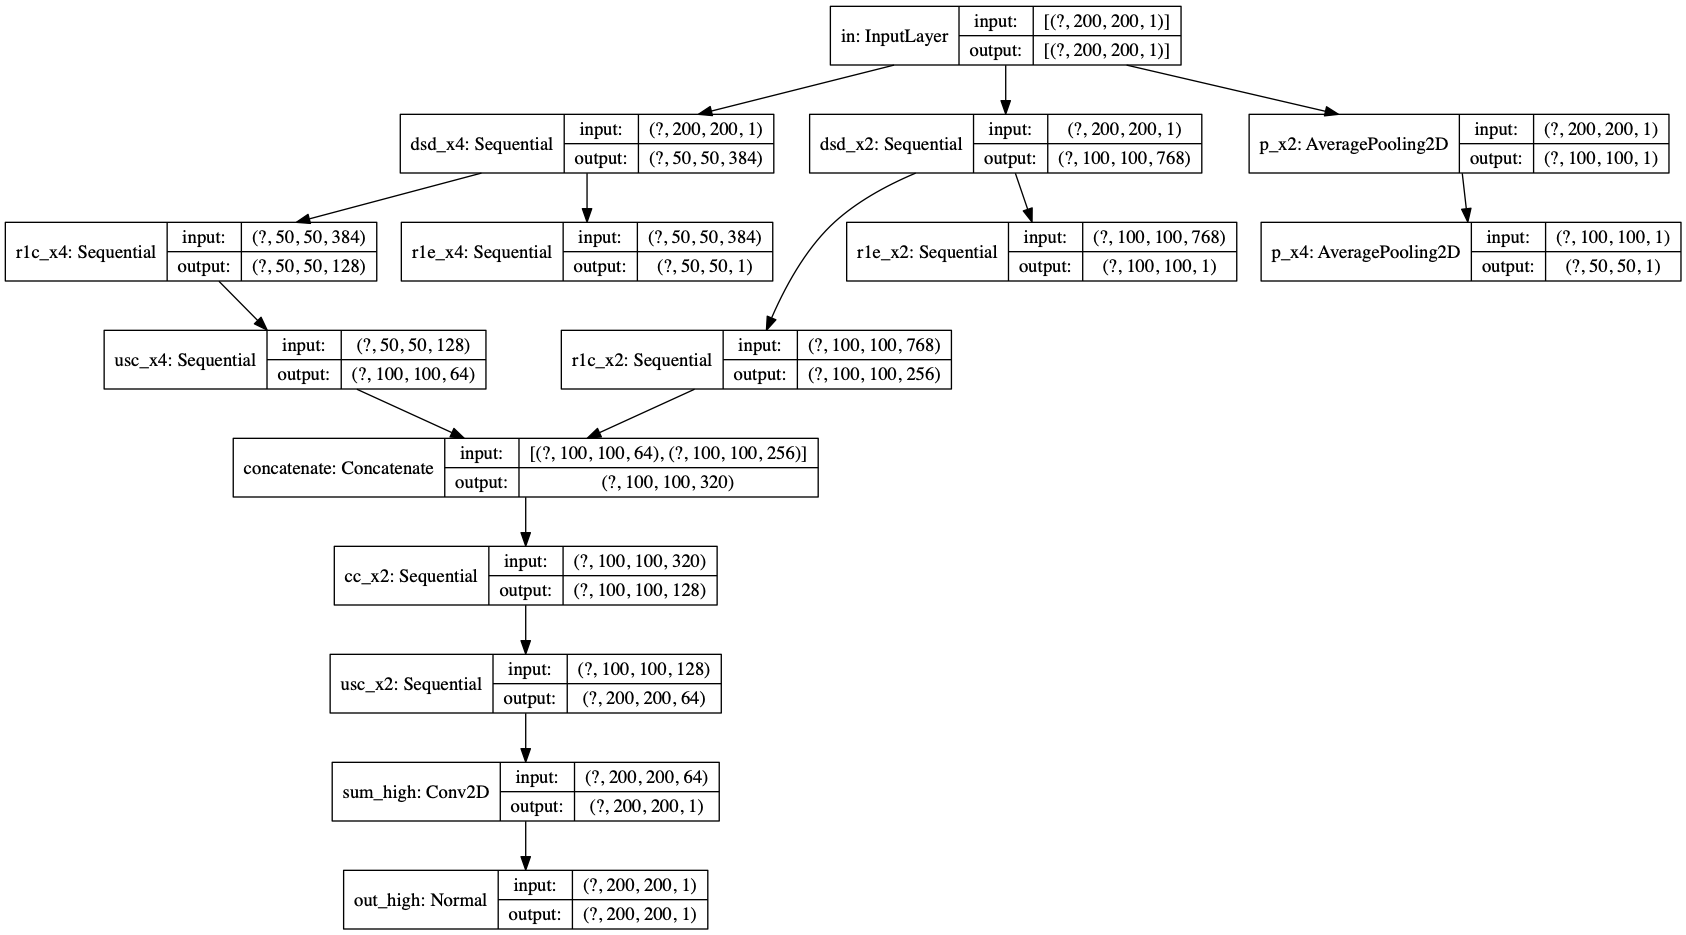 in: InputLayer
input: [(?, 200, 200, 1)]
output: [(?, 200, 200, 1)]
dsd_x4: Sequential
input: (?, 200, 200, 1)
output: (?, 50, 50, 384)
dsd_x2: Sequential
input: (?, 200, 200, 1)
output: (?, 100, 100, 768)
p_x2: AveragePooling2D
input: (?, 200, 200, 1)
output: (?, 100, 100, 1)
r1c_x4: Sequential
input: (?, 50, 50, 384)
output: (?, 50, 50, 128)
r1e_x4: Sequential
input: (?, 50, 50, 384)
output: (?, 50, 50, 1)
r1e_x2: Sequential
input: (?, 100, 100, 768)
output: (?, 100, 100, 1)
p_x4: AveragePooling2D
input: (?, 100, 100, 1)
output: (?, 50, 50, 1)
usc_x4: Sequential
input: (?, 50, 50, 128)
output: (?, 100, 100, 64)
r1c_x2: Sequential
input: (?, 100, 100, 768)
output: (?, 100, 100, 256)
concatenate: Concatenate
input: [(?, 100, 100, 64), (?, 100, 100, 256)]
output: (?, 100, 100, 320)
cc_x2: Sequential
input: (?, 100, 100, 320)
output: (?, 100, 100, 128)
usc_x2: Sequential
input: (?, 100, 100, 128)
output: (?, 200, 200, 64)
sum_high: Conv2D
input: (?, 200, 200, 64)
output: (?, 200, 200, 1)
out_high: Normal
input: (?, 200, 200, 1)
output: (?, 200, 200, 1)